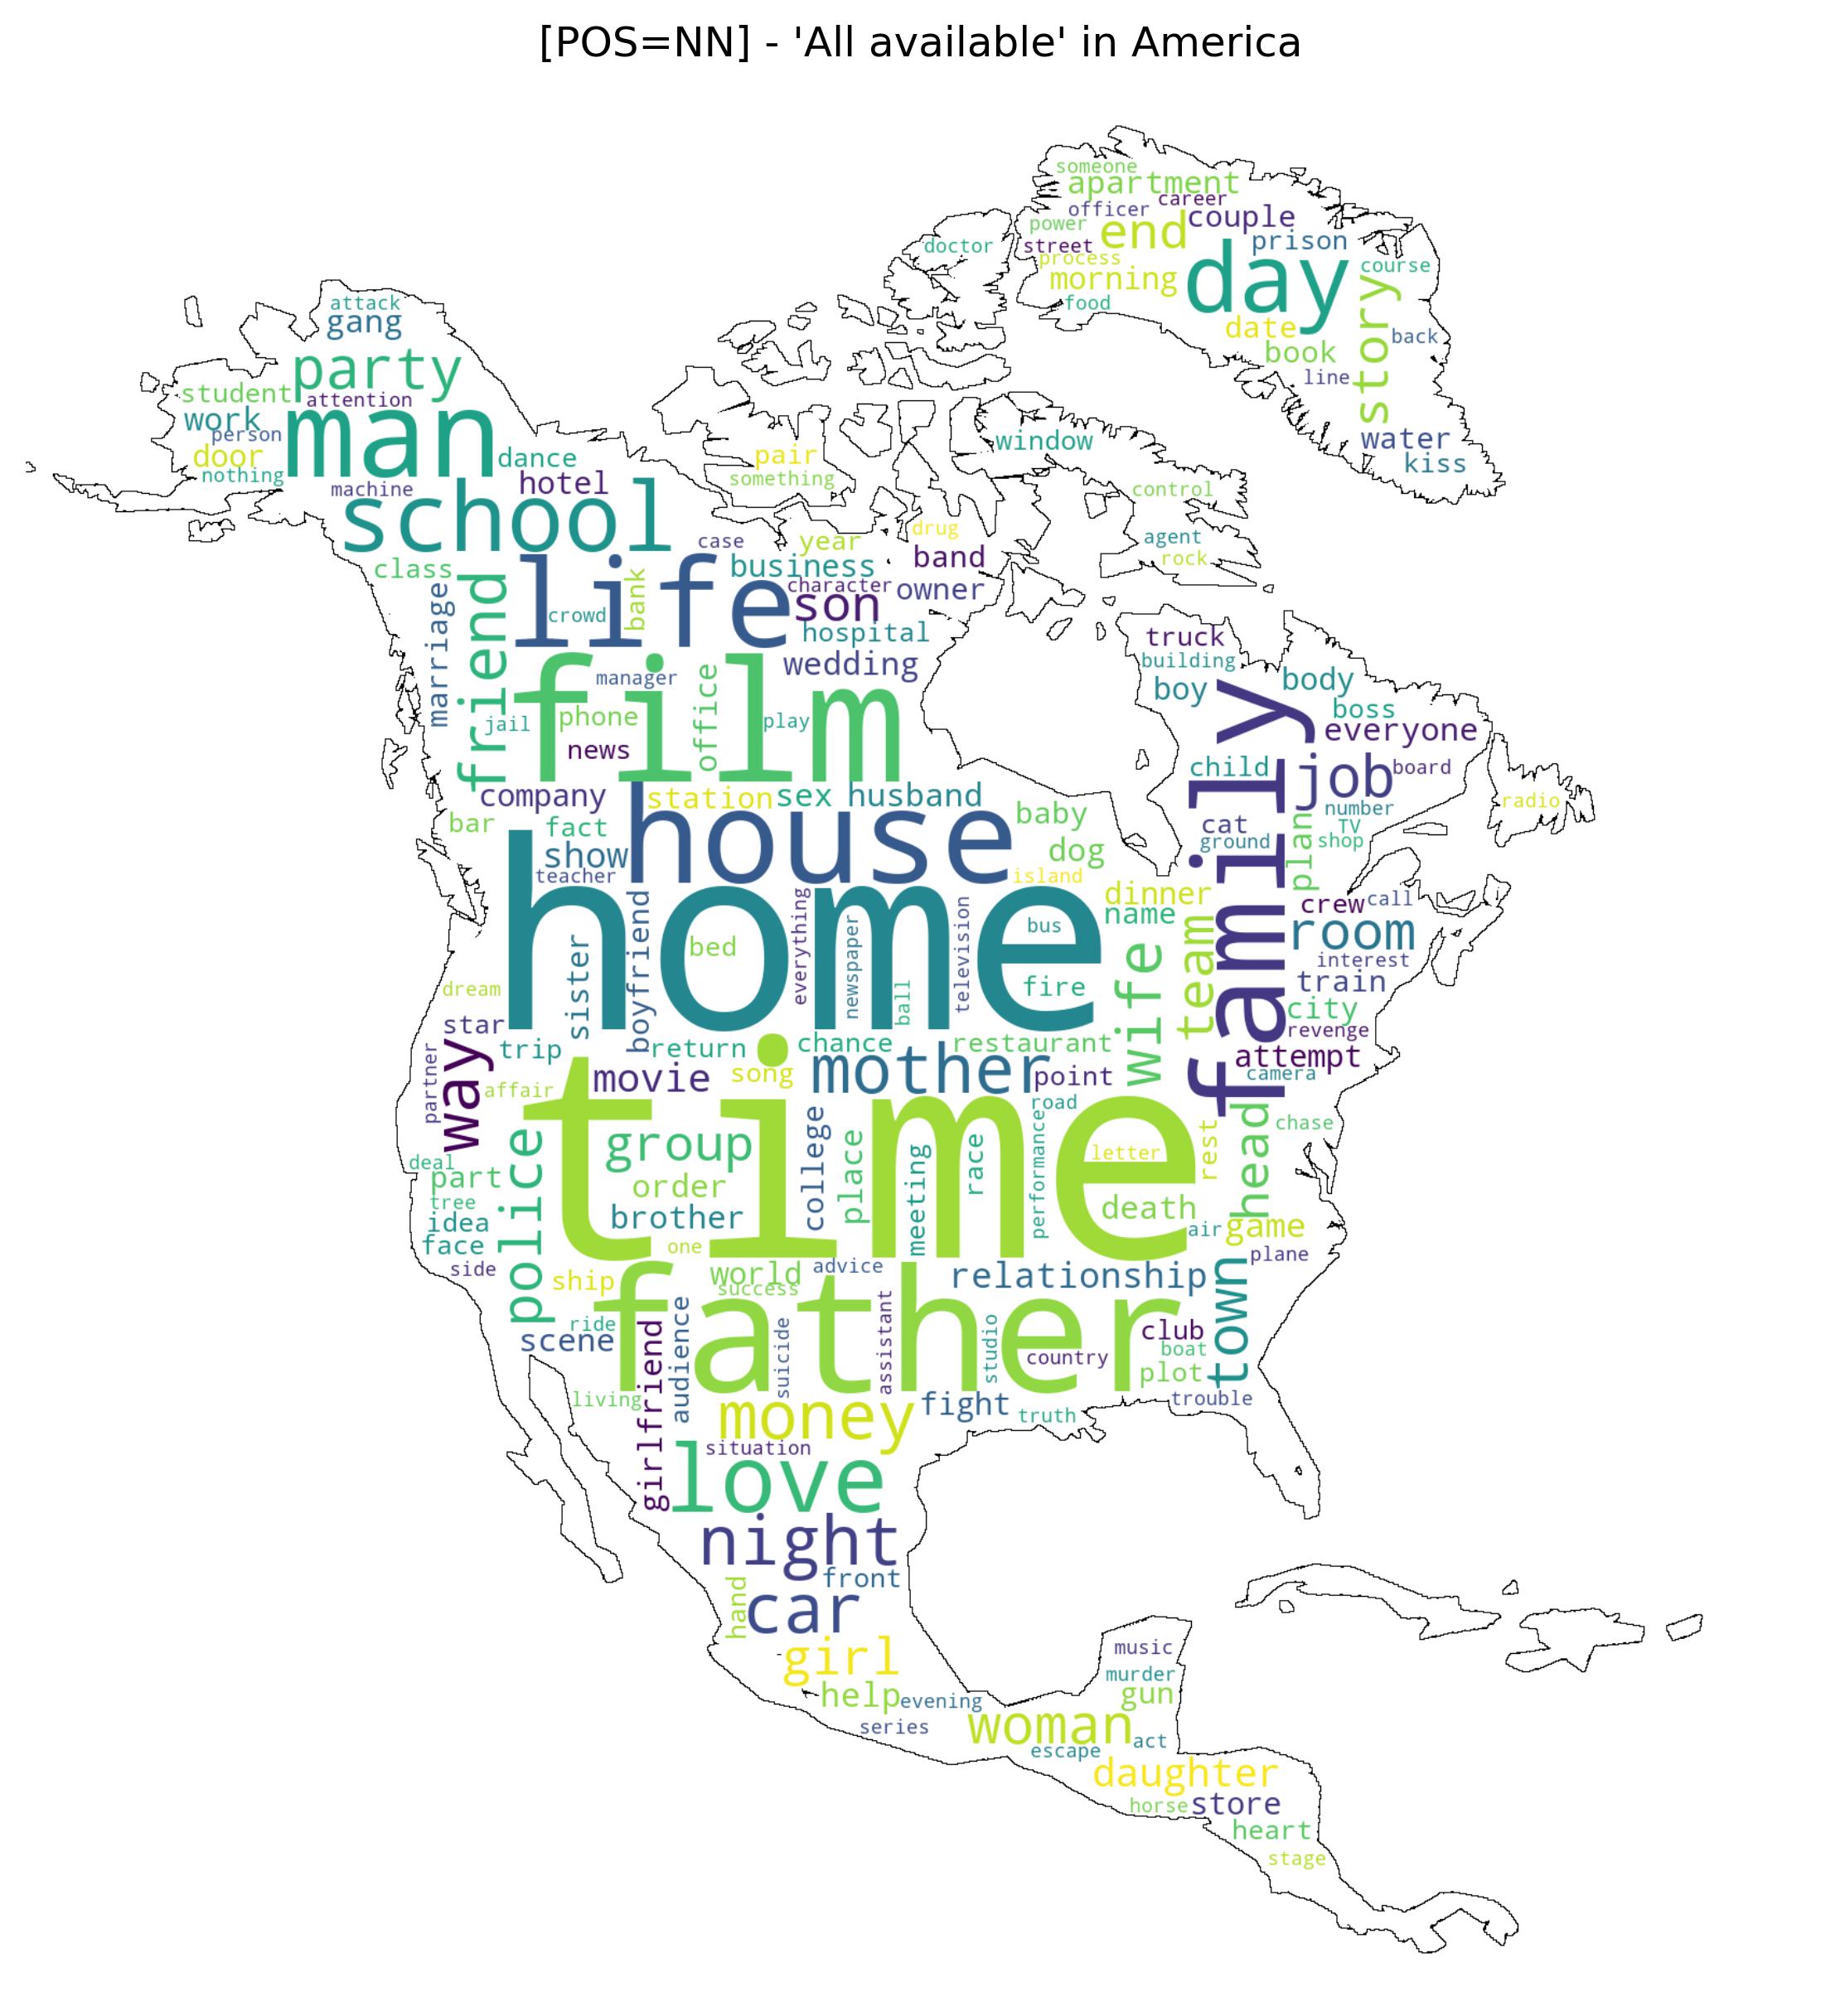 [POS=NN] - 'All available' in America
someone
apartment
career
officer
couple
power
end
street
prison
doctor
process
day
course
morning
food
story
date
back
book
line
water
kiss
attack
gang
party
student
attention
man
work
person
door
nothing
dance
machine
hotel
school
pair
something
window
control
agent
rock
drug
case
year
band
business
class
life
character
owner
son
friend
marriage
bank
crowd
hospital
wedding
truck
building
boy
body
boss
everyone
family
film
manager
office
phone
play
jail
news
child
job
board
radio
company
station
sex
husband
baby
number
TV
cat
ground
shop
plan
bar
fact
house
show
dog
teacher
island
home
dinner
name
crew
call
room
team
wife
boyfriend
sister
bed
everything
newspaper
television
bus
ball
fire
interest
train
city
revenge
dream
star
way
trip
return
chance
restaurant
attempt
camera
partner
affair
movie
song
mother
point
road
time
chase
head
rest
police
group
college
place
meeting
race
performance
letter
deal
part
tree
order
idea
brother
death
face
one
air
game
side
plane
ship
world
advice
success
relationship
town
father
ride
scene
girlfriend
audience
suicide
assistant
studio
country
club
boat
plot
living
trouble
money
fight
truth
situation
love
night
front
hand
car
girl
help
evening
series
music
murder
gun
woman
act
escape
daughter
horse
store
heart
stage